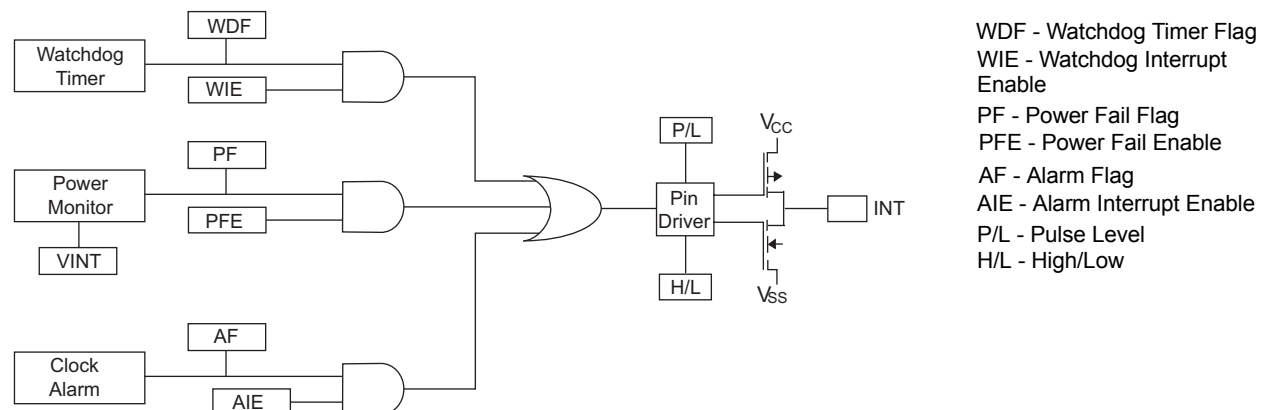 WDF
Watchdog
Timer
WIE
P/L
VCC
PF
Power
Monitor
PFE
VINT
Pin
Driver
INT
H/L
VSS
AF
Clock
Alarm
AIE
WDF - Watchdog Timer Flag
WIE - Watchdog Interrupt
Enable
PF - Power Fail Flag
PFE - Power Fail Enable
AF - Alarm Flag
AIE - Alarm Interrupt Enable
P/L - Pulse Level
H/L - High/Low